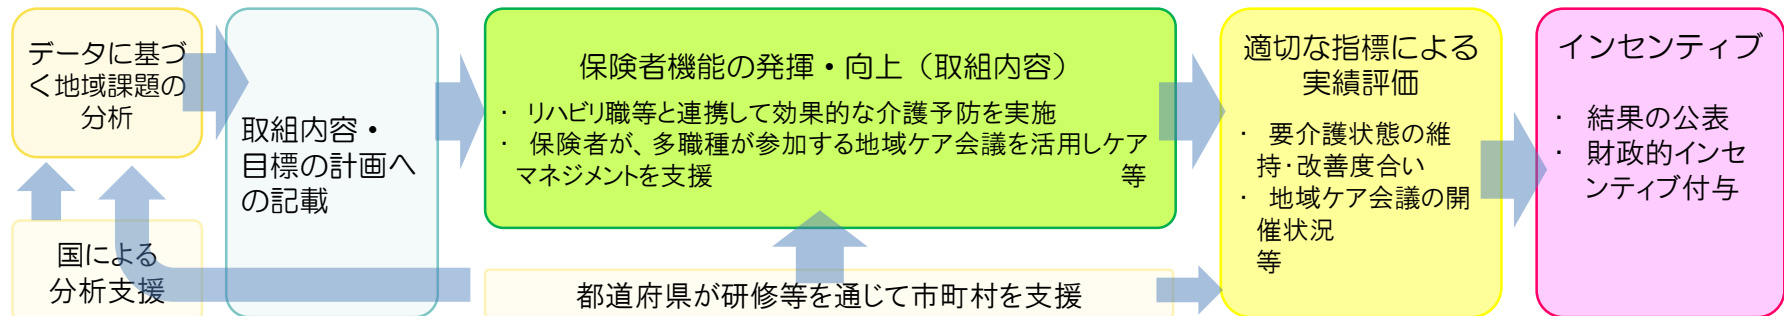 データに基づ
く地域課題の
分析
国による
分析支援
取組内容・
目標の計画へ
の記載
保険者機能の発揮・向上（取組内容）
・ リハビリ職等と連携して効果的な介護予防を実施
・ 保険者が、多職種が参加する地域ケア会議を活用しケア
マネジメントを支援 等
都道府県が研修等を通じて市町村を支援
適切な指標による
実績評価
・ 要介護状態の維
持・改善度合い
・ 地域ケア会議の開
催状況
等
インセンティブ
・ 結果の公表
・ 財政的インセ
ンティブ付与